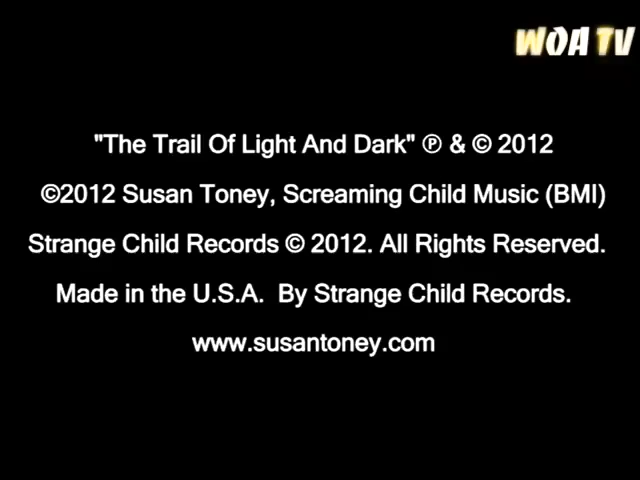 WOA TV
"The Trail Of Light And Dark" ℗ & © 2012
©2012 Susan Toney, Screaming Child Music (BMI)
Strange Child Records © 2012. All Rights Reserved.
Made in the U.S.A.  By Strange Child Records.
www.susantoney.com